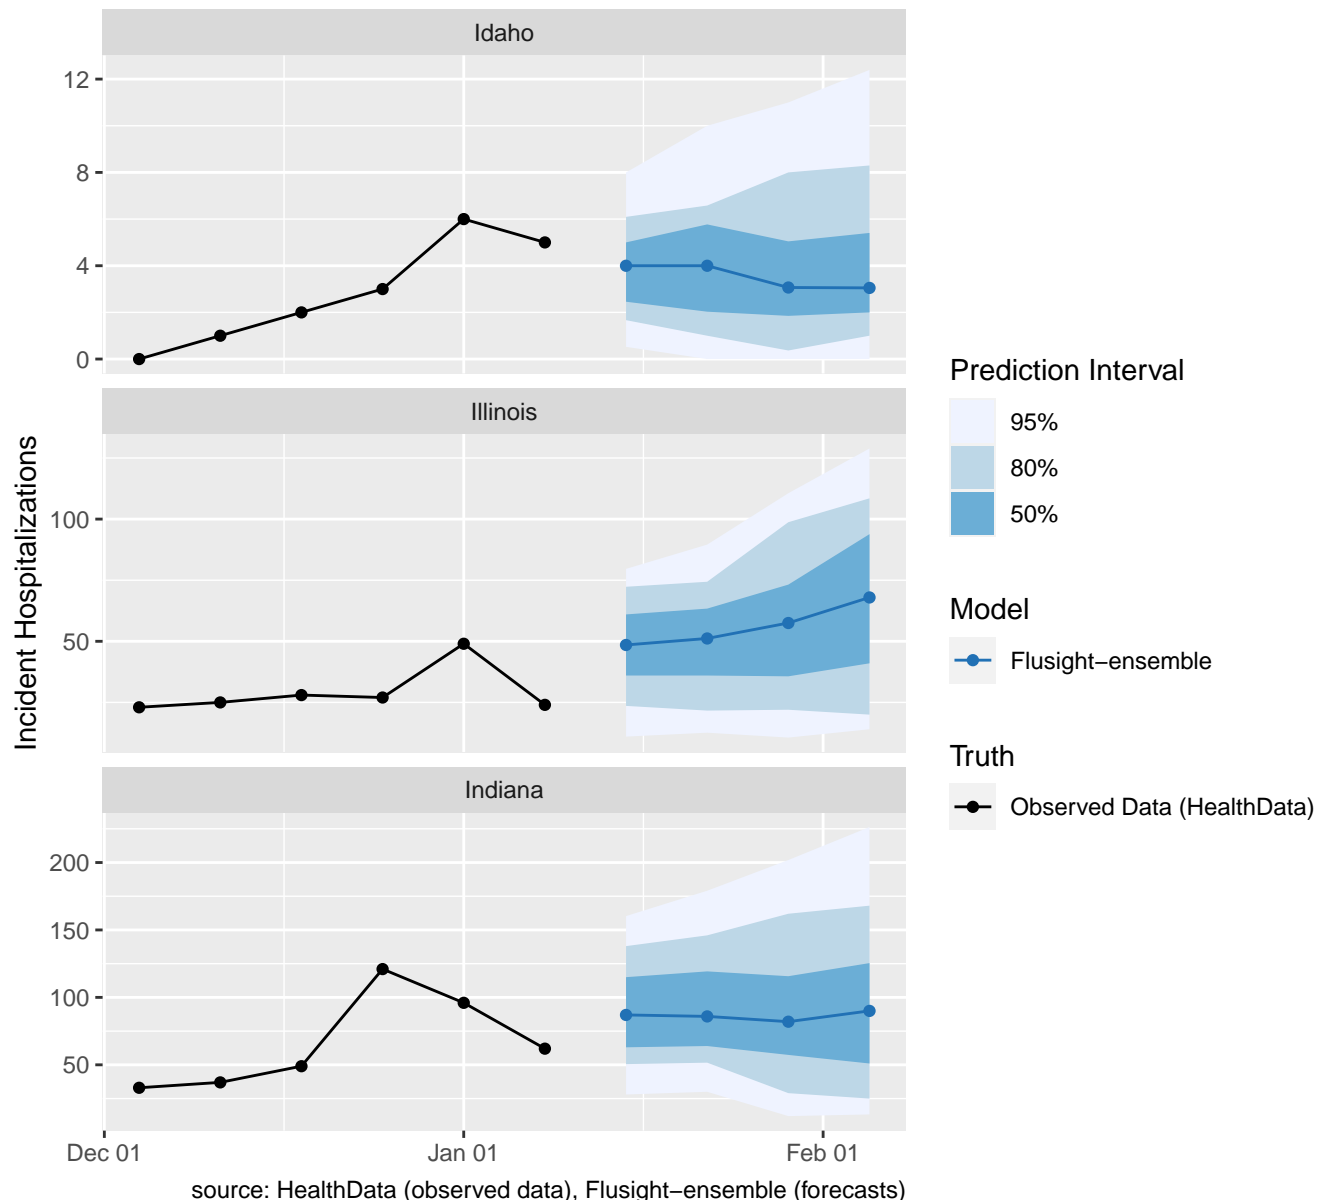 Idaho
12
8
4
0
Illinois
100
50
Indiana
200
150
100
50
Dec 01
Jan 01
Feb 01
Incident Hospitalizations
source: HealthData (observed data), Flusight−ensemble (forecasts)
Prediction Interval
95%
80%
50%
Model
Flusight−ensemble
Truth
Observed Data (HealthData)